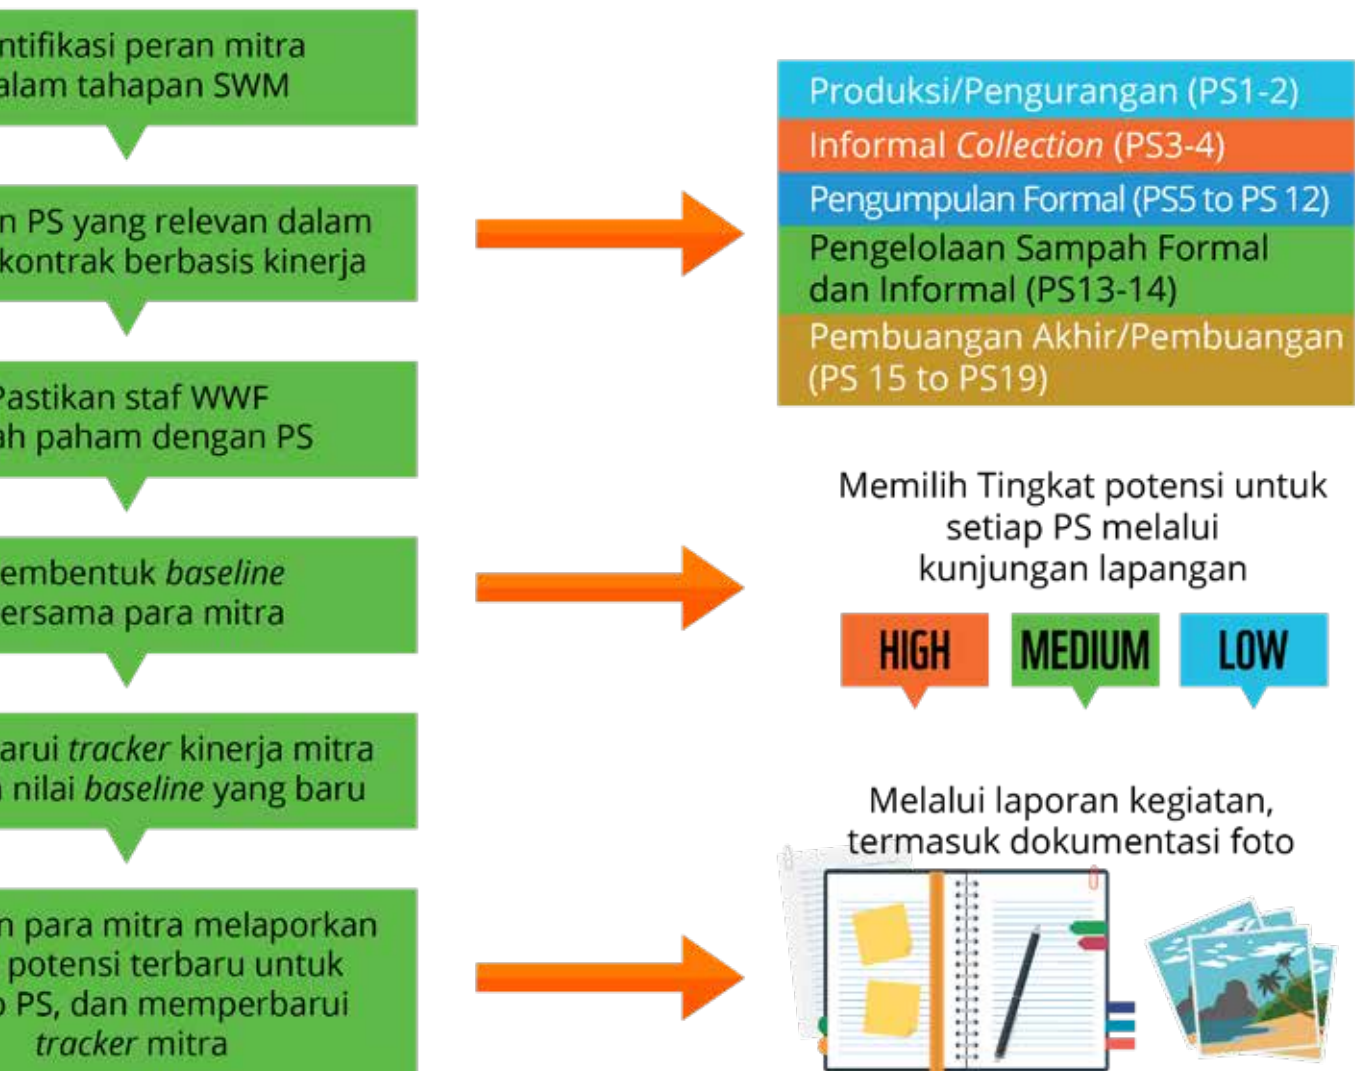 ntifikasi peran mitra
alam tahapan SWM
n PS yang relevan dalam
kontrak berbasis kinerja
Pastikan staf WWF
ah paham dengan PS
embentuk baseline
ersama para mitra
arui tracker kinerja mitra
nilai baseline yang baru
n para mitra melaporkan
potensi terbaru untuk
p PS, dan memperbarui
tracker mitra
Produksi/Pengurangan (PS1-2)
Informal Collection (PS3-4)
Pengumpulan Formal (PS5 to PS 12)
Pengelolaan Sampah Formal
dan Informal (PS13-14)
Pembuangan Akhir/Pembuangan
(PS 15 to PS19)
Memilih Tingkat potensi untuk
setiap PS melalui
kunjungan lapangan
HIGH MEDIUM LOW
Melalui laporan kegiatan,
termasuk dokumentasi foto